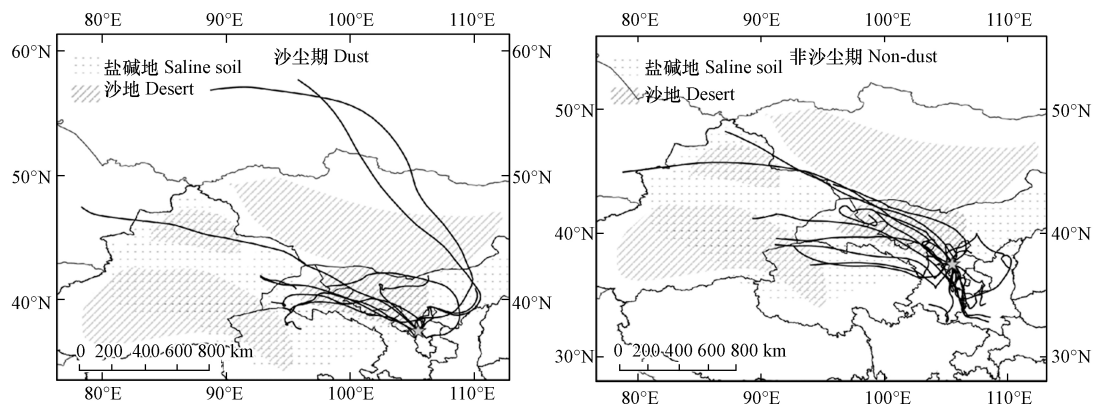 80°E 90°E 100°E 110°E
60°N 60°N
沙尘期 Dust
盐碱地 Saline soil
沙地 Desert
50°N 50°N
40°N 40°N
0 200 400 600 800 km
80°E 90°E 100°E 110°E
80°E 90°E 100°E 110°E
非沙尘期 Non-dust
盐碱地 Saline soil
沙地 Desert
50°N 50°N
40°N 40°N
0 200 400 600 800 km
30°N 30°N
80°E 90°E 100°E 110°E